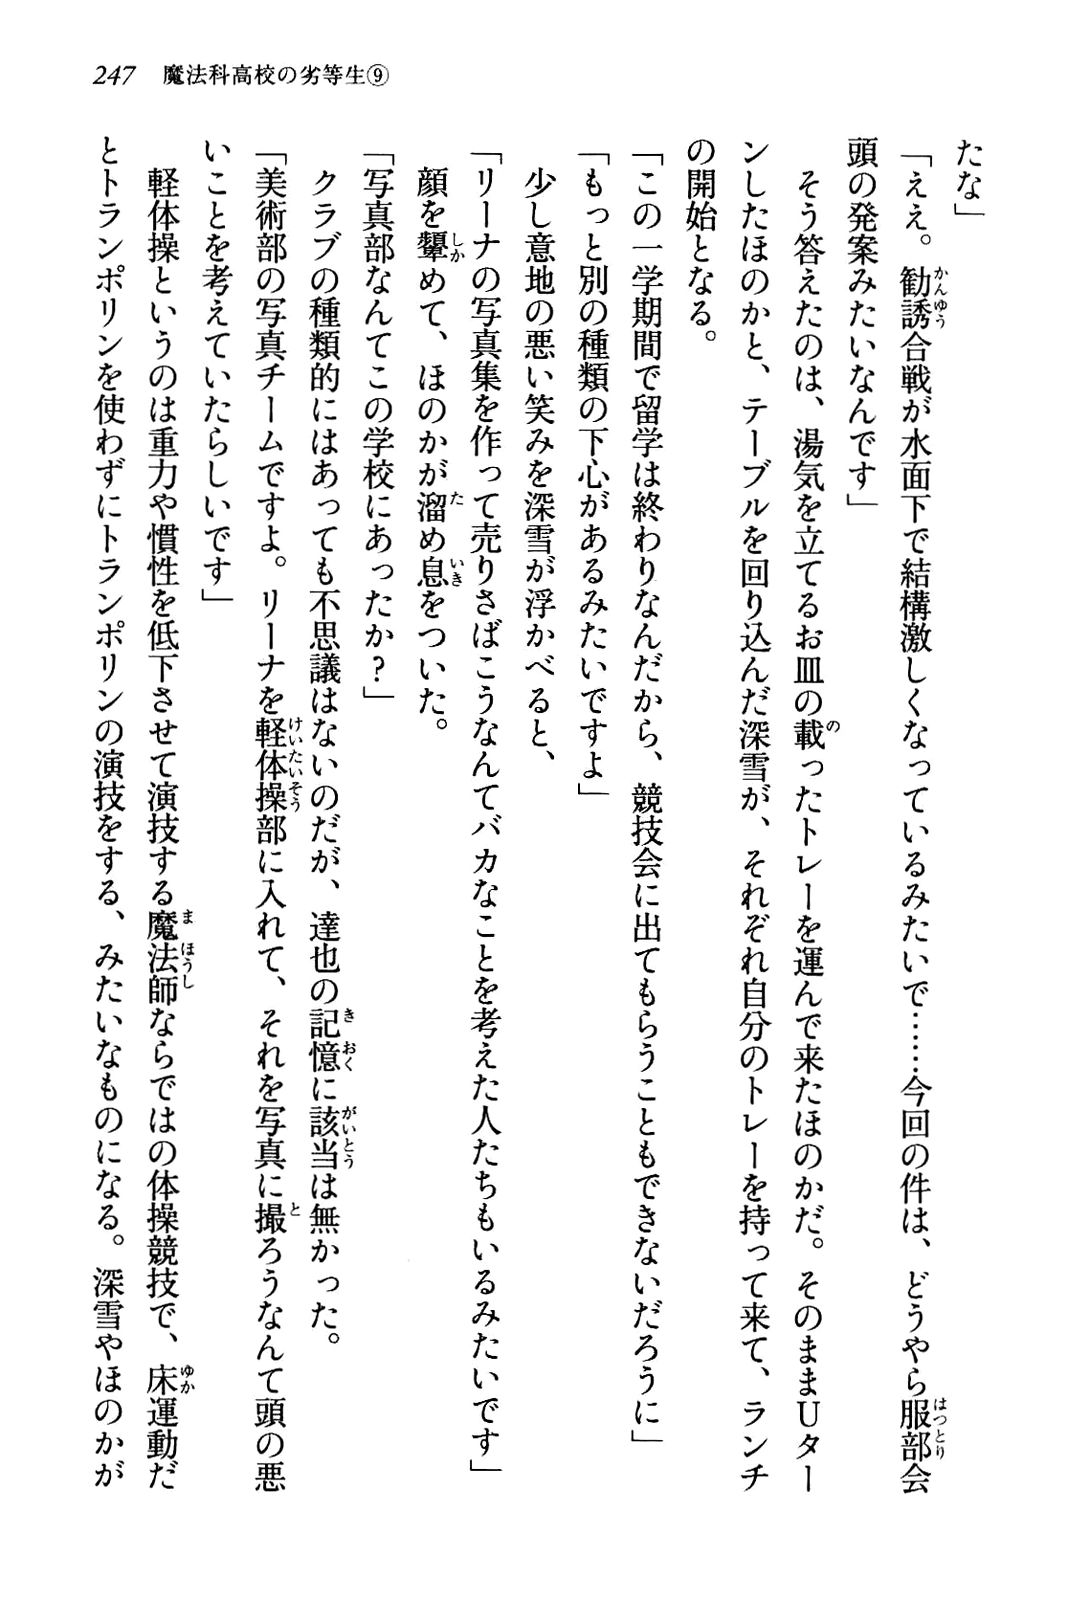 247 魔法科高校の劣等生⑨
たな」
「ええ。勧誘合戦が水面下で結構激しくなっているみたいで……今回の件は、どうやら服部会
頭の発案みたいなんです」
　そう答えたのは、湯気を立てるお皿の載ったトレーを運んで来たほのかだ。そのままUター
ンしたほのかと、テーブルを回り込んだ深雪が、それぞれ自分のトレーを持って来て、ランチ
の開始となる。
「この一学期間で留学は終わりなんだから、競技会に出てもらうこともできないだろうに」
「もっと別の種類の下心があるみたいですよ」
　少し意地の悪い笑みを深雪が浮かべると、
「リーナの写真集を作って売りさばこうなんてバカなことを考えた人たちもいるみたいです」
　顔を顰めて、ほのかが溜め息をついた。
「写真部なんてこの学校にあったか？」
　クラブの種類的にはあっても不思議はないのだが、達也の記憶に該当は無かった。
「美術部の写真チームですよ。リーナを軽体操部に入れて、それを写真に撮ろうなんて頭の悪
いことを考えていたらしいです」
　軽体操というのは重力や慣性を低下させて演技する魔法師ならではの体操競技で、床運動だ
とトランポリンを使わずにトランポリンの演技をする、みたいなものになる。深雪やほのかが